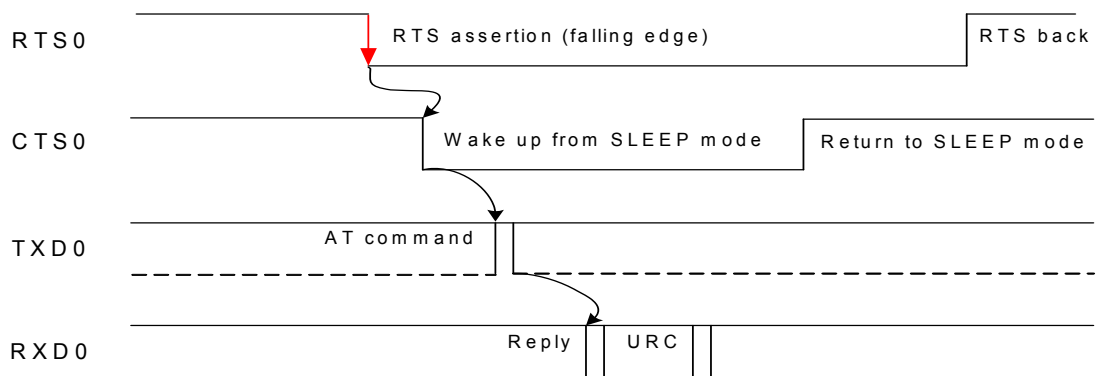 RTS0
RTS assertion (falling edge)
RTS back
CTS0
Wake up from SLEEP mode
Return to SLEEP mode
TXD0
AT command
RXD0
Reply
URC